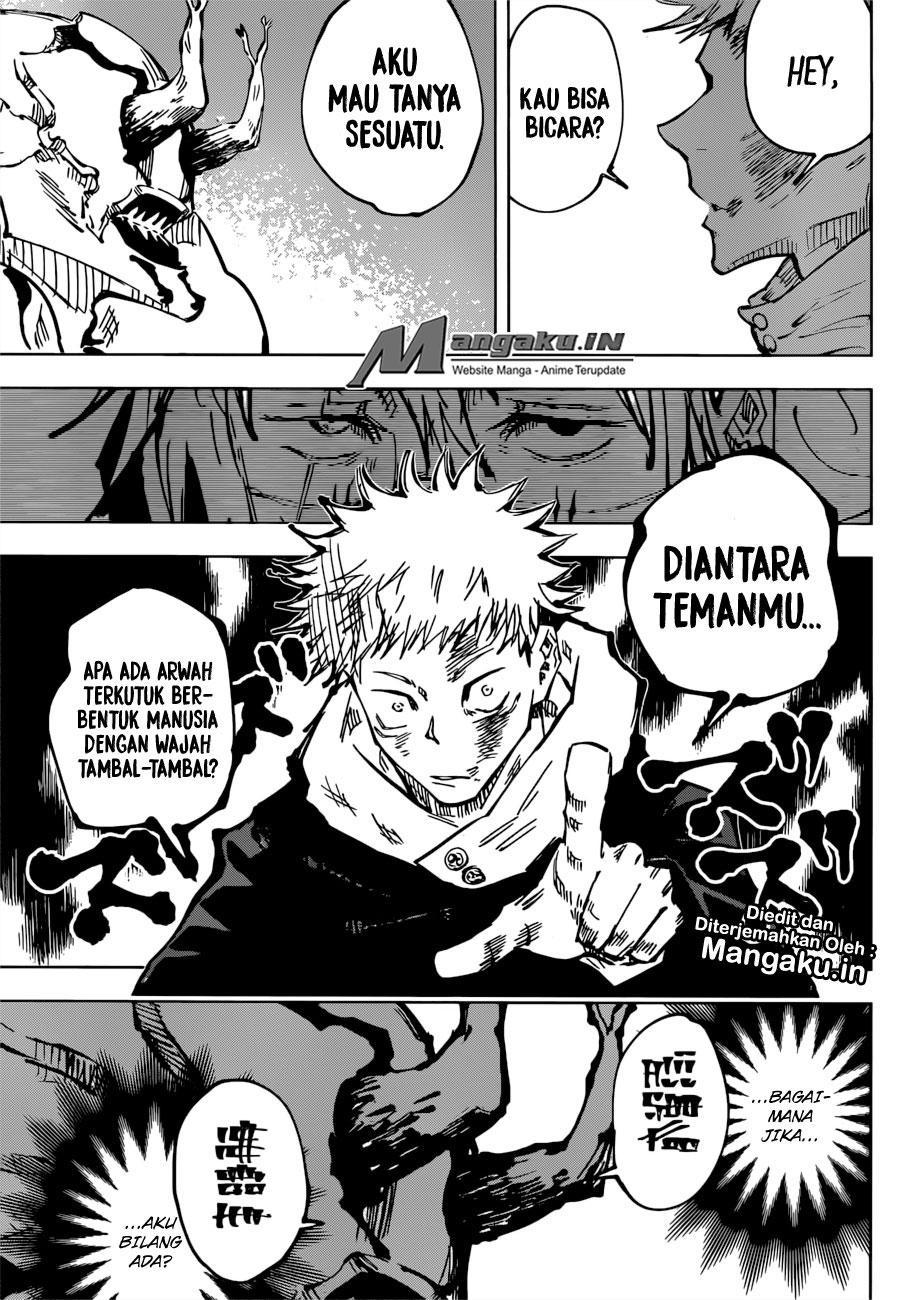 HEY,
KAU BISA
BICARA?
AKU
MAU TANYA
SESUATU.
Mangaku.iN
Website Manga - Anime Terupdate
DIANTARA
TEMANMU...
APA ADA ARWAH
TERKUTUK BER-
BENTUK MANUSIA
DENGAN WAJAH
TAMBAL-TAMBAL?
Diedit dan
Diterjemahkan Oleh :
Mangaku.in
...BAGAI-
MANA
JIKA...
...AKU
BILANG
ADA?